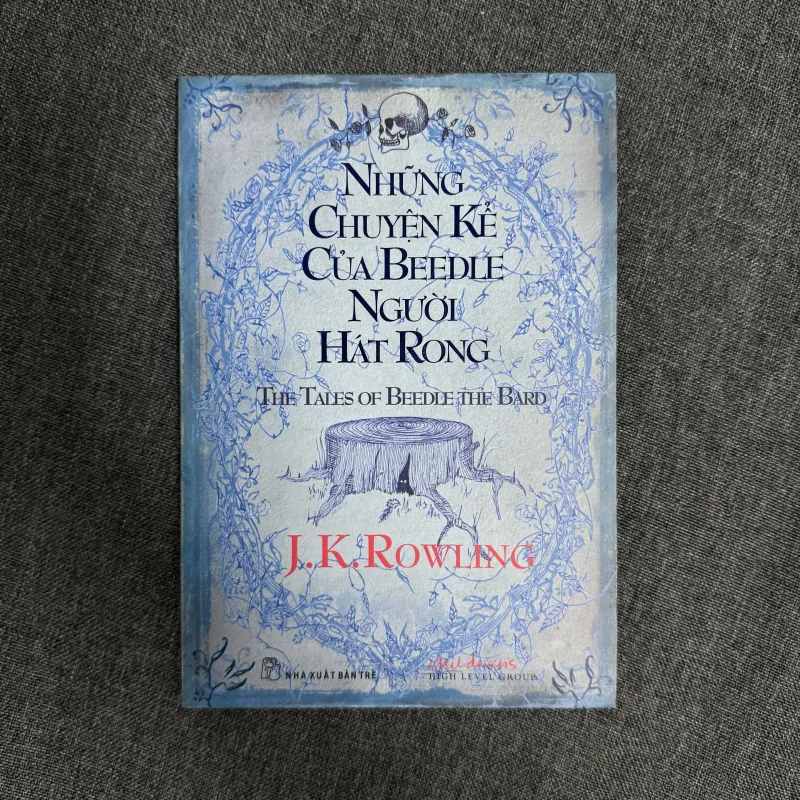 NHỮNG
CHUYỆN KỂ
CỦA BEEDLE
NGƯỜI
HÁT RONG
THE TALES OF BEEDLE THE BARD
J.K.ROWLING
NHÀ XUẤT BẢN TRẺ
children's
HIGH LEVEL GROUP